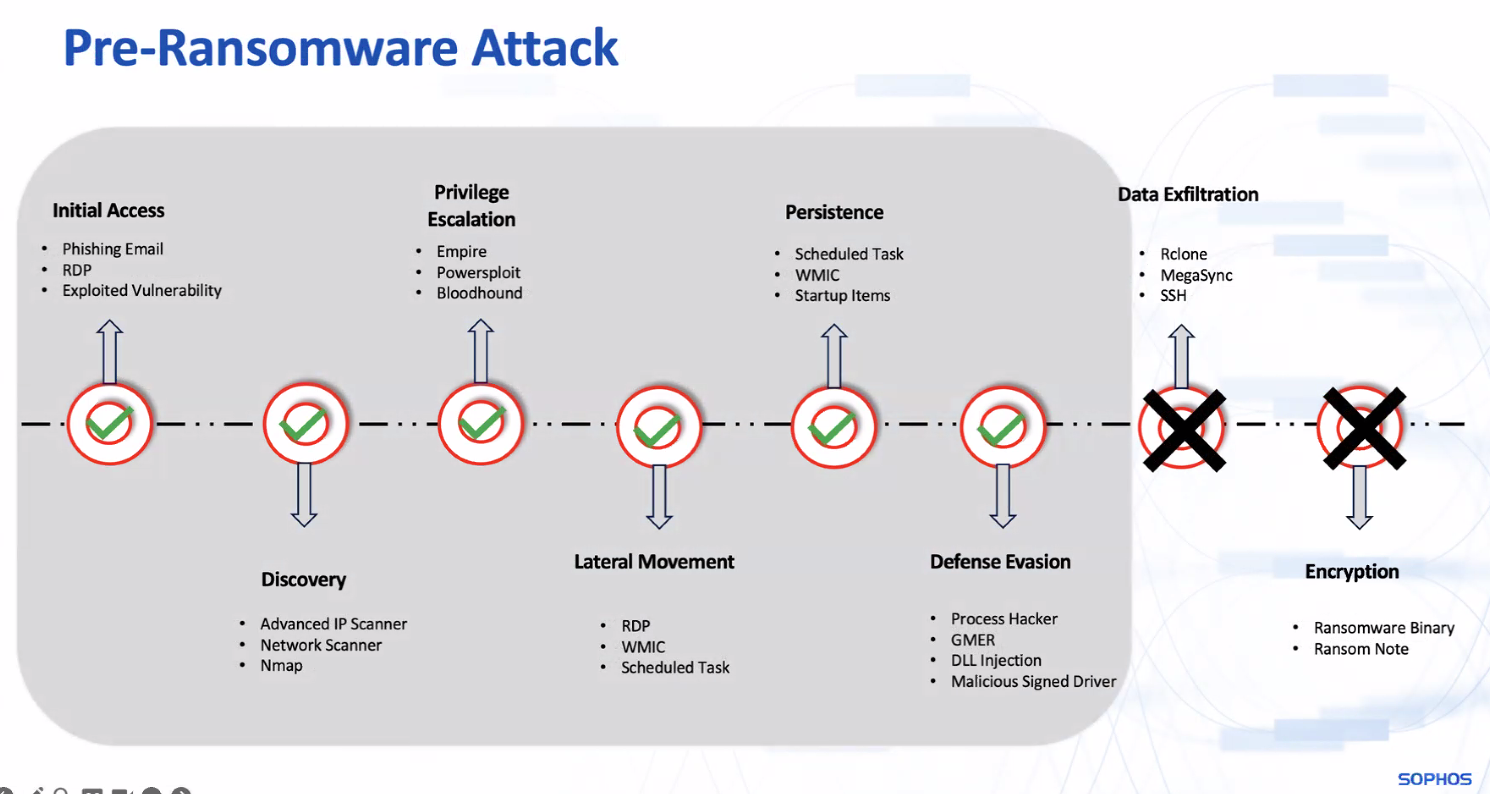 Pre-Ransomware Attack
Initial Access
• Phishing Email
• RDP
• Exploited Vulnerability
Discovery
• Advanced IP Scanner
• Network Scanner
• Nmap
Privilege
Escalation
• Empire
• Powersploit
• Bloodhound
Lateral Movement
• RDP
• WMIC
• Scheduled Task
Persistence
• Scheduled Task
• WMIC
• Startup Items
Defense Evasion
• Process Hacker
• GMER
• DLL Injection
• Malicious Signed Driver
Data Exfiltration
• Rclone
• MegaSync
• SSH
Encryption
• Ransomware Binary
• Ransom Note
SOPHOS